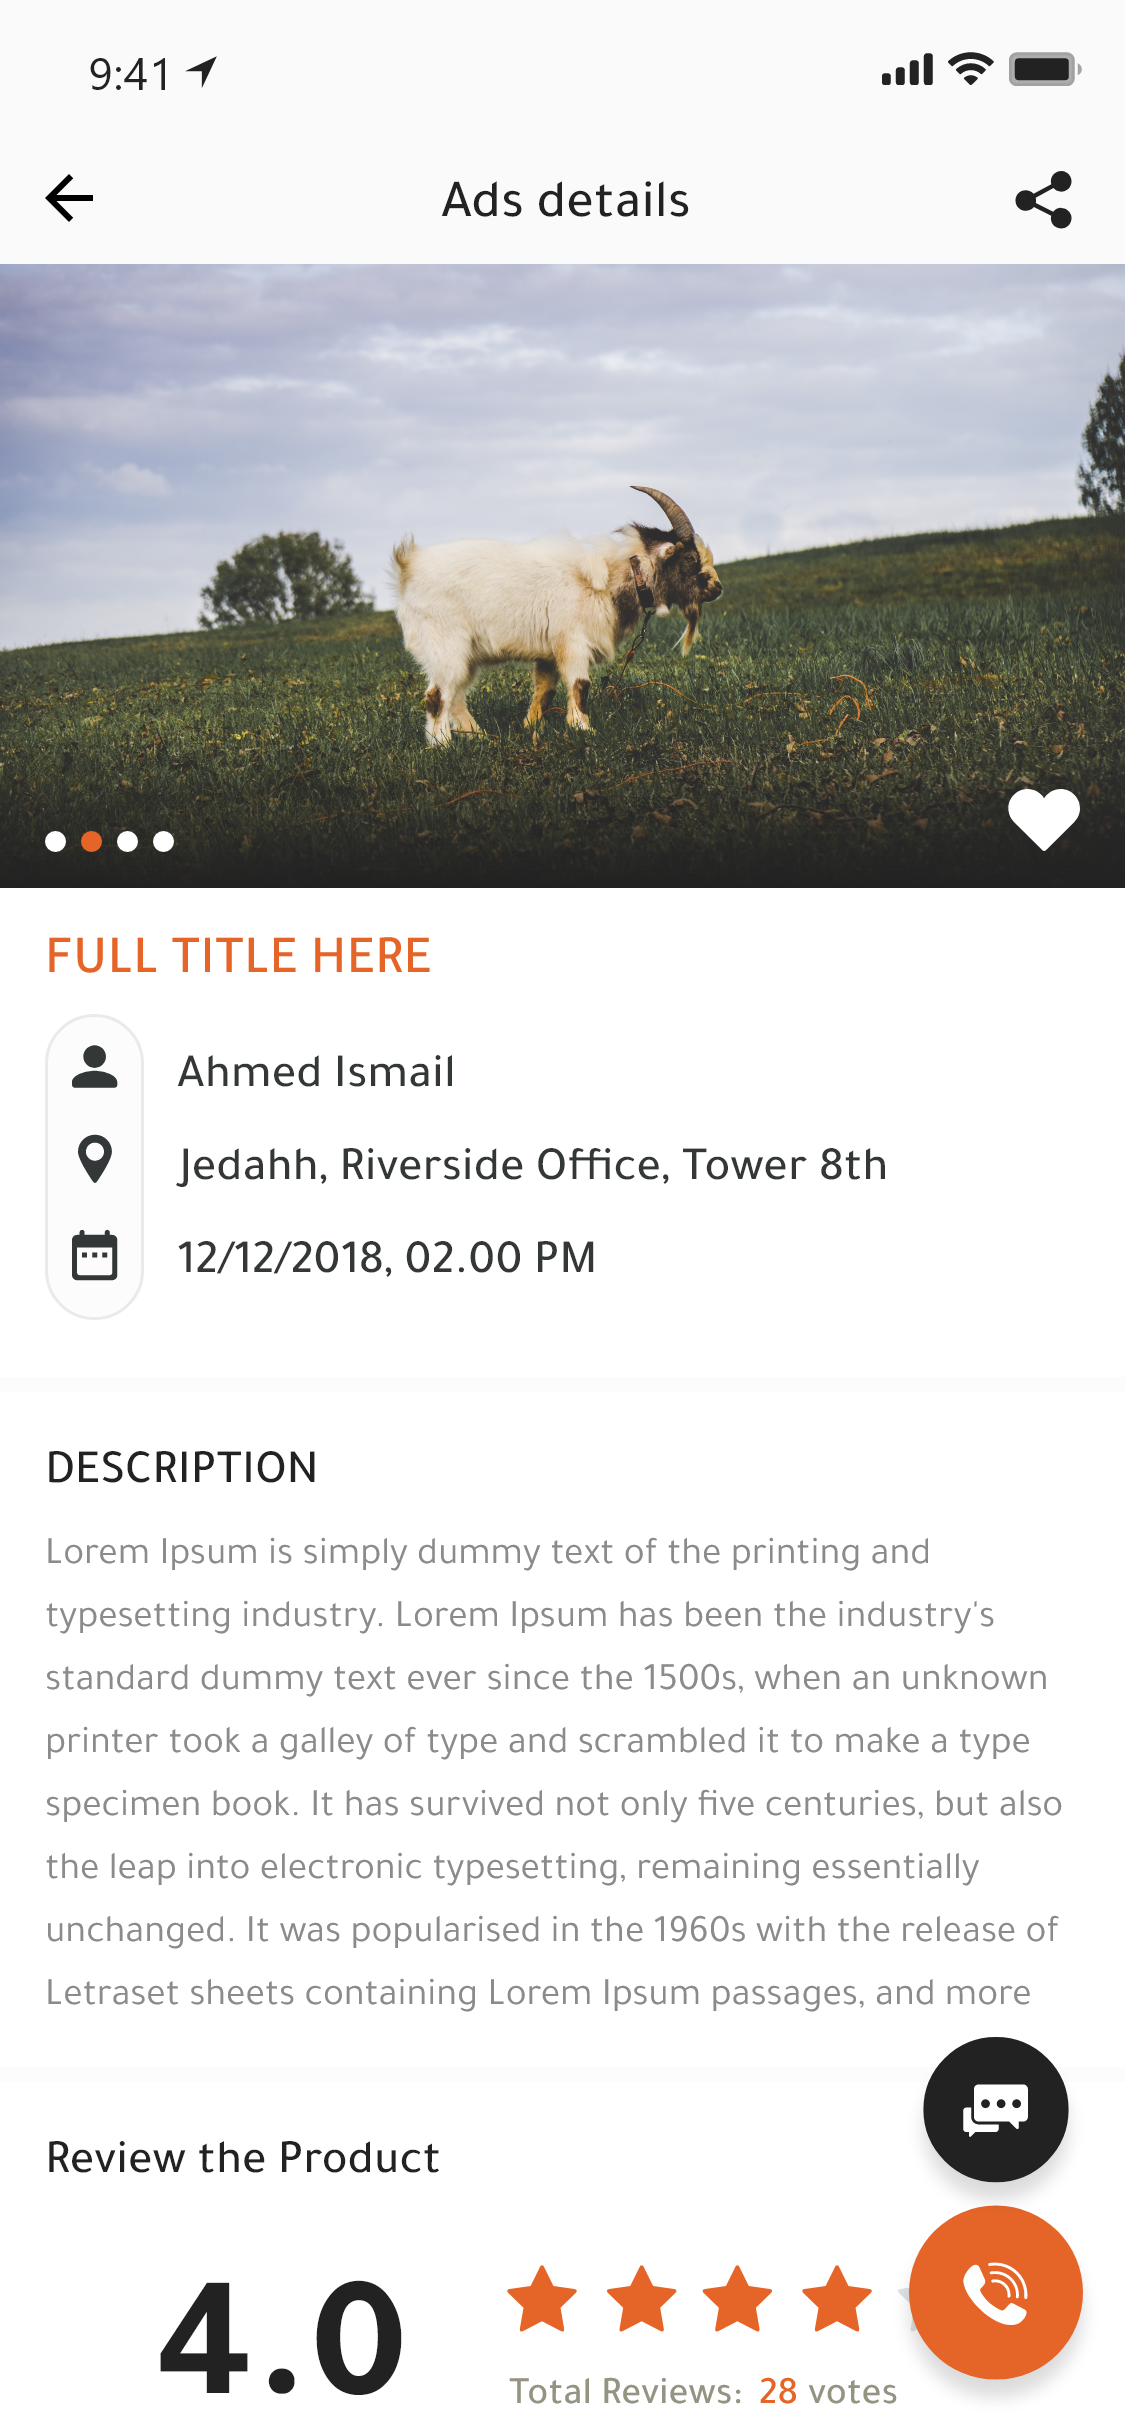 9:41
Ads details
FULL TITLE HERE
Ahmed Ismail
Jedahh, Riverside Office, Tower 8th
12/12/2018, 02.00 PM
DESCRIPTION
Lorem Ipsum is simply dummy text of the printing and
typesetting industry. Lorem Ipsum has been the industry's
standard dummy text ever since the 1500s, when an unknown
printer took a galley of type and scrambled it to make a type
specimen book. It has survived not only five centuries, but also
the leap into electronic typesetting, remaining essentially
unchanged. It was popularised in the 1960s with the release of
Letraset sheets containing Lorem Ipsum passages, and more
Review the Product
4.0
Total Reviews: 28 votes